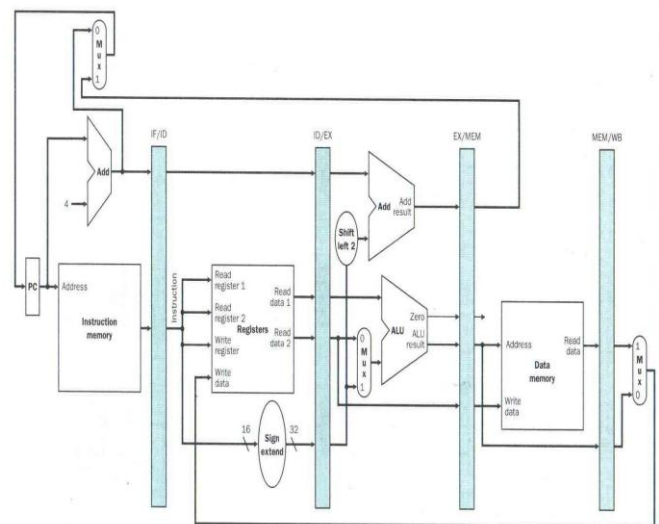 0
M
u
x
1
IF/ID
ID/EX
EX/MEM
MEM/WB
Add
4
Add
Add
result
Shift
left 2
PC
Address
Instruction
memory
Instruction
Read
register 1
Read
register 2
Write
register
Write
data
Registers
Read
data 1
Read
data 2
0
M
u
x
1
Zero
ALU
ALU
result
Address
Write
data
Data
memory
Read
data
1
M
u
x
0
16
Sign
extend
32